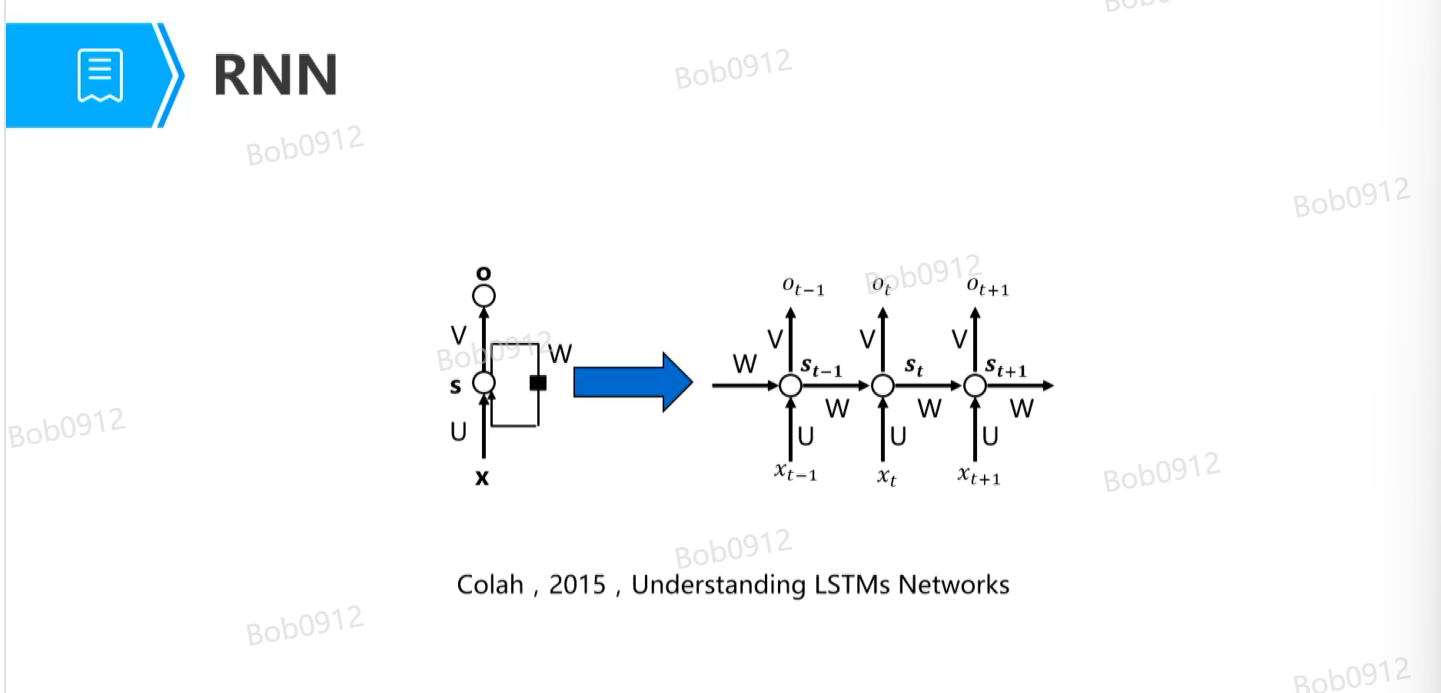 RNN
Bob0912
Bob0912
Bob0912
o
V
Bob0912
W
s
U
x
o_{t-1}
o_t
o_{t+1}
Bob0912
V
V
V
W
s_{t-1}
s_t
s_{t+1}
W
W
W
U
U
U
x_{t-1}
x_t
x_{t+1}
Bob0912
Bob0912
Bob0912
Colah , 2015 , Understanding LSTMs Networks
Bob0912
Bob0912